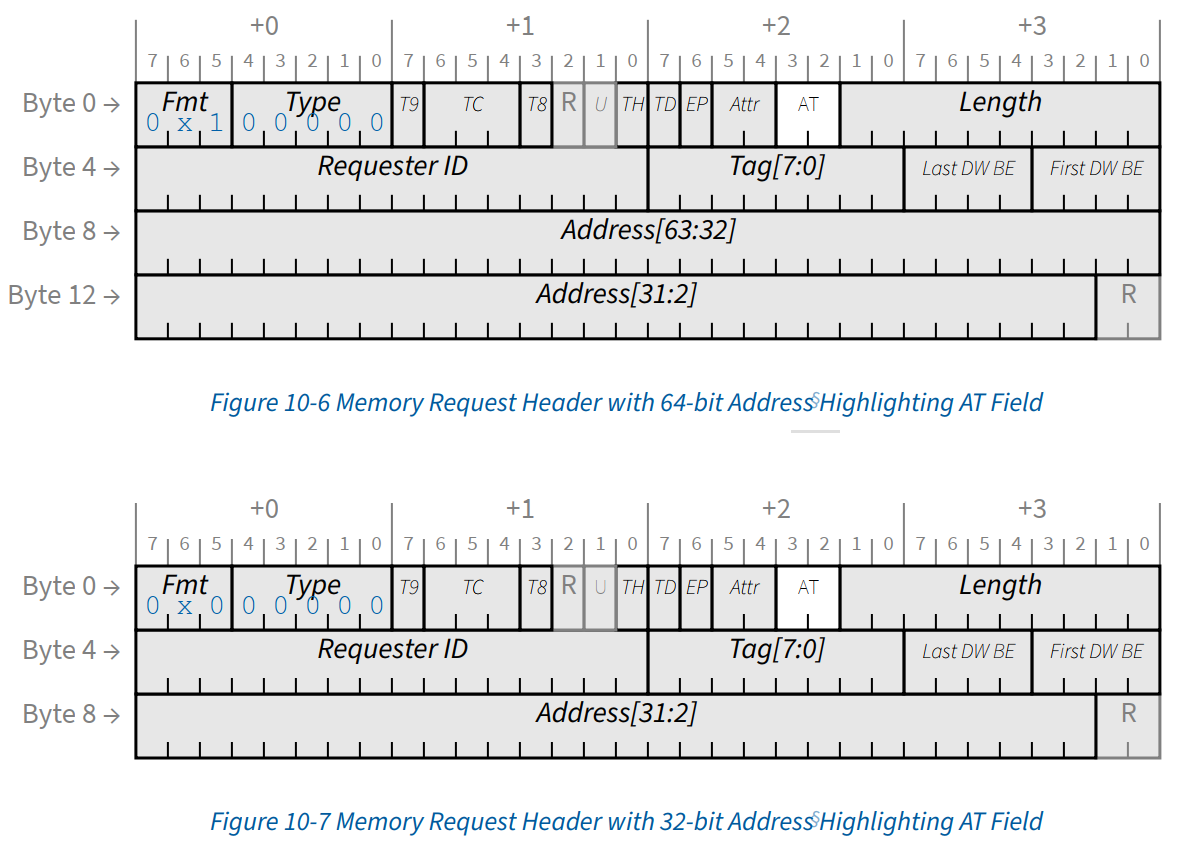 +0 +1 +2 +3
7 6 5 4 3 2 1 0 7 6 5 4 3 2 1 0 7 6 5 4 3 2 1 0 7 6 5 4 3 2 1 0
Byte 0 → Fmt Type T9 TC T8 R U TH TD EP Attr AT Length
0 x 1 0 0 0 0 0
Byte 4 → Requester ID Tag[7:0] Last DW BE First DW BE
Byte 8 → Address[63:32]
Byte 12 → Address[31:2] R
Figure 10-6 Memory Request Header with 64-bit Address§Highlighting AT Field
+0 +1 +2 +3
7 6 5 4 3 2 1 0 7 6 5 4 3 2 1 0 7 6 5 4 3 2 1 0 7 6 5 4 3 2 1 0
Byte 0 → Fmt Type T9 TC T8 R U TH TD EP Attr AT Length
0 x 0 0 0 0 0 0
Byte 4 → Requester ID Tag[7:0] Last DW BE First DW BE
Byte 8 → Address[31:2] R
Figure 10-7 Memory Request Header with 32-bit Address§Highlighting AT Field